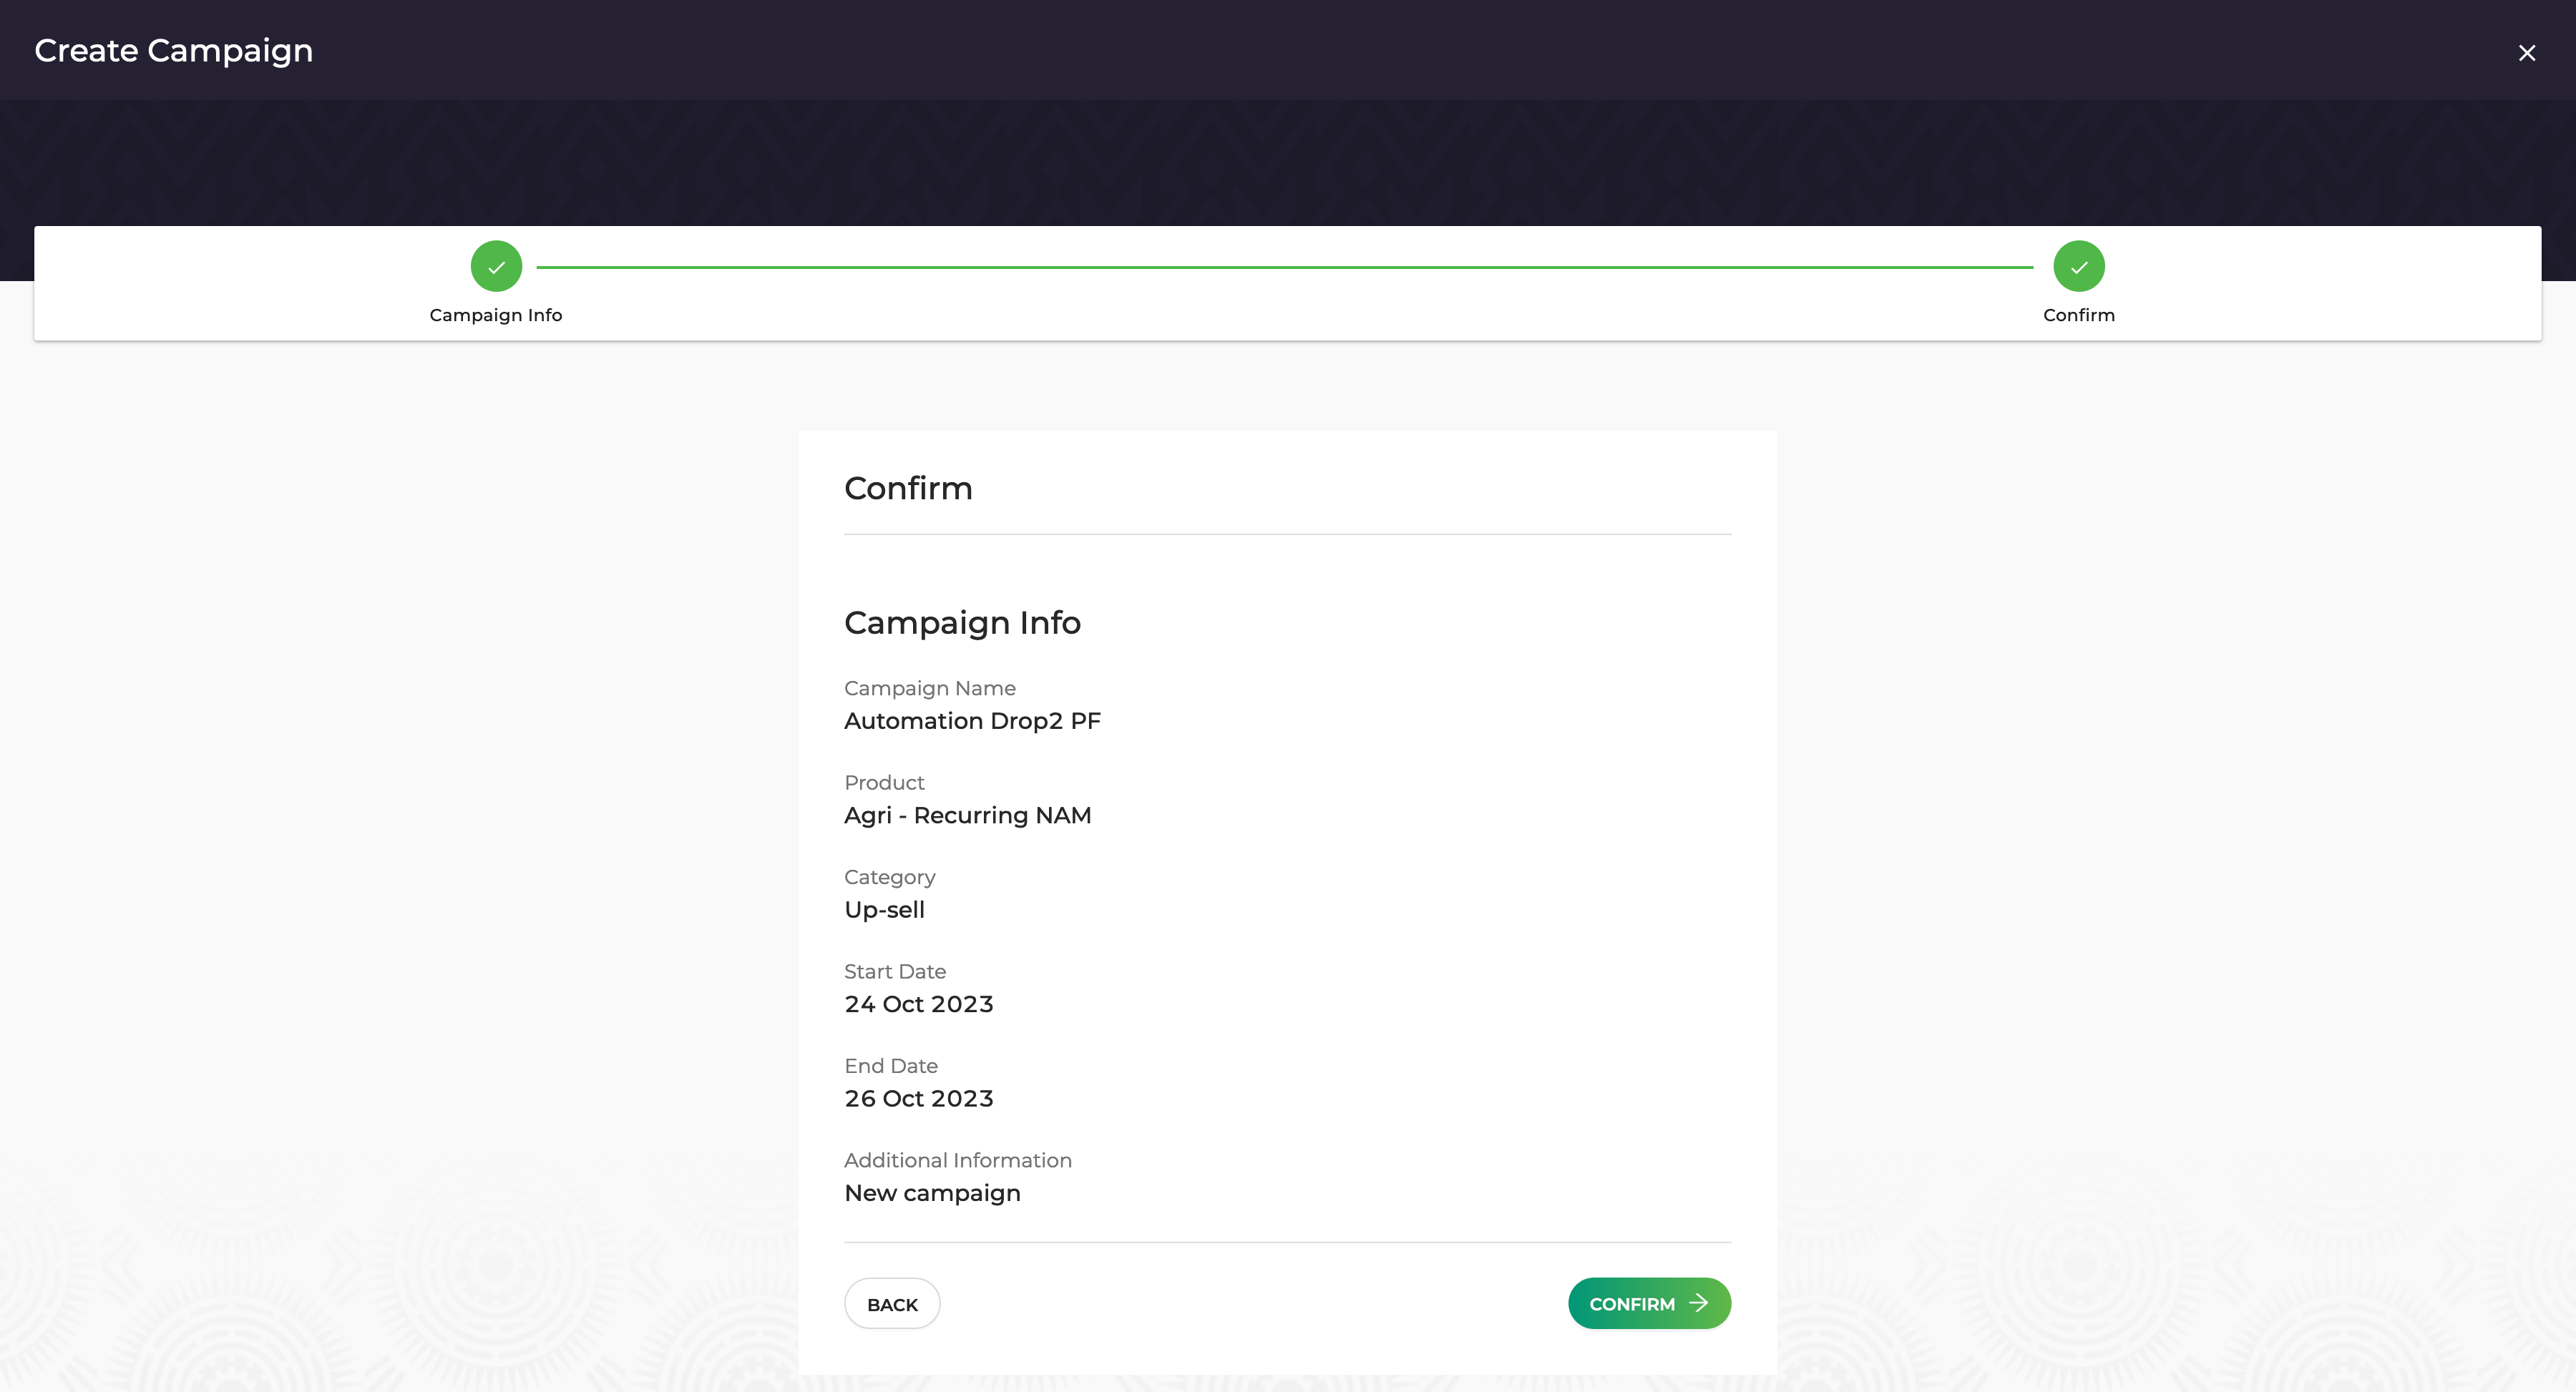 Create Campaign
Campaign Info
Confirm
Confirm
Campaign Info
Campaign Name
Automation Drop2 PF
Product
Agri - Recurring NAM
Category
Up-sell
Start Date
24 Oct 2023
End Date
26 Oct 2023
Additional Information
New campaign
BACK
CONFIRM